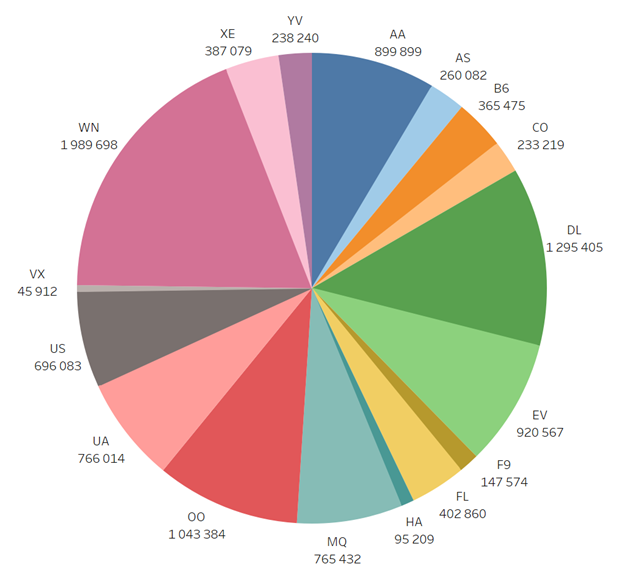 YV
238 240
AA
899 899
AS
260 082
B6
365 475
CO
233 219
DL
1 295 405
EV
920 567
F9
147 574
FL
402 860
HA
95 209
MQ
765 432
OO
1 043 384
UA
766 014
US
696 083
VX
45 912
WN
1 989 698
XE
387 079